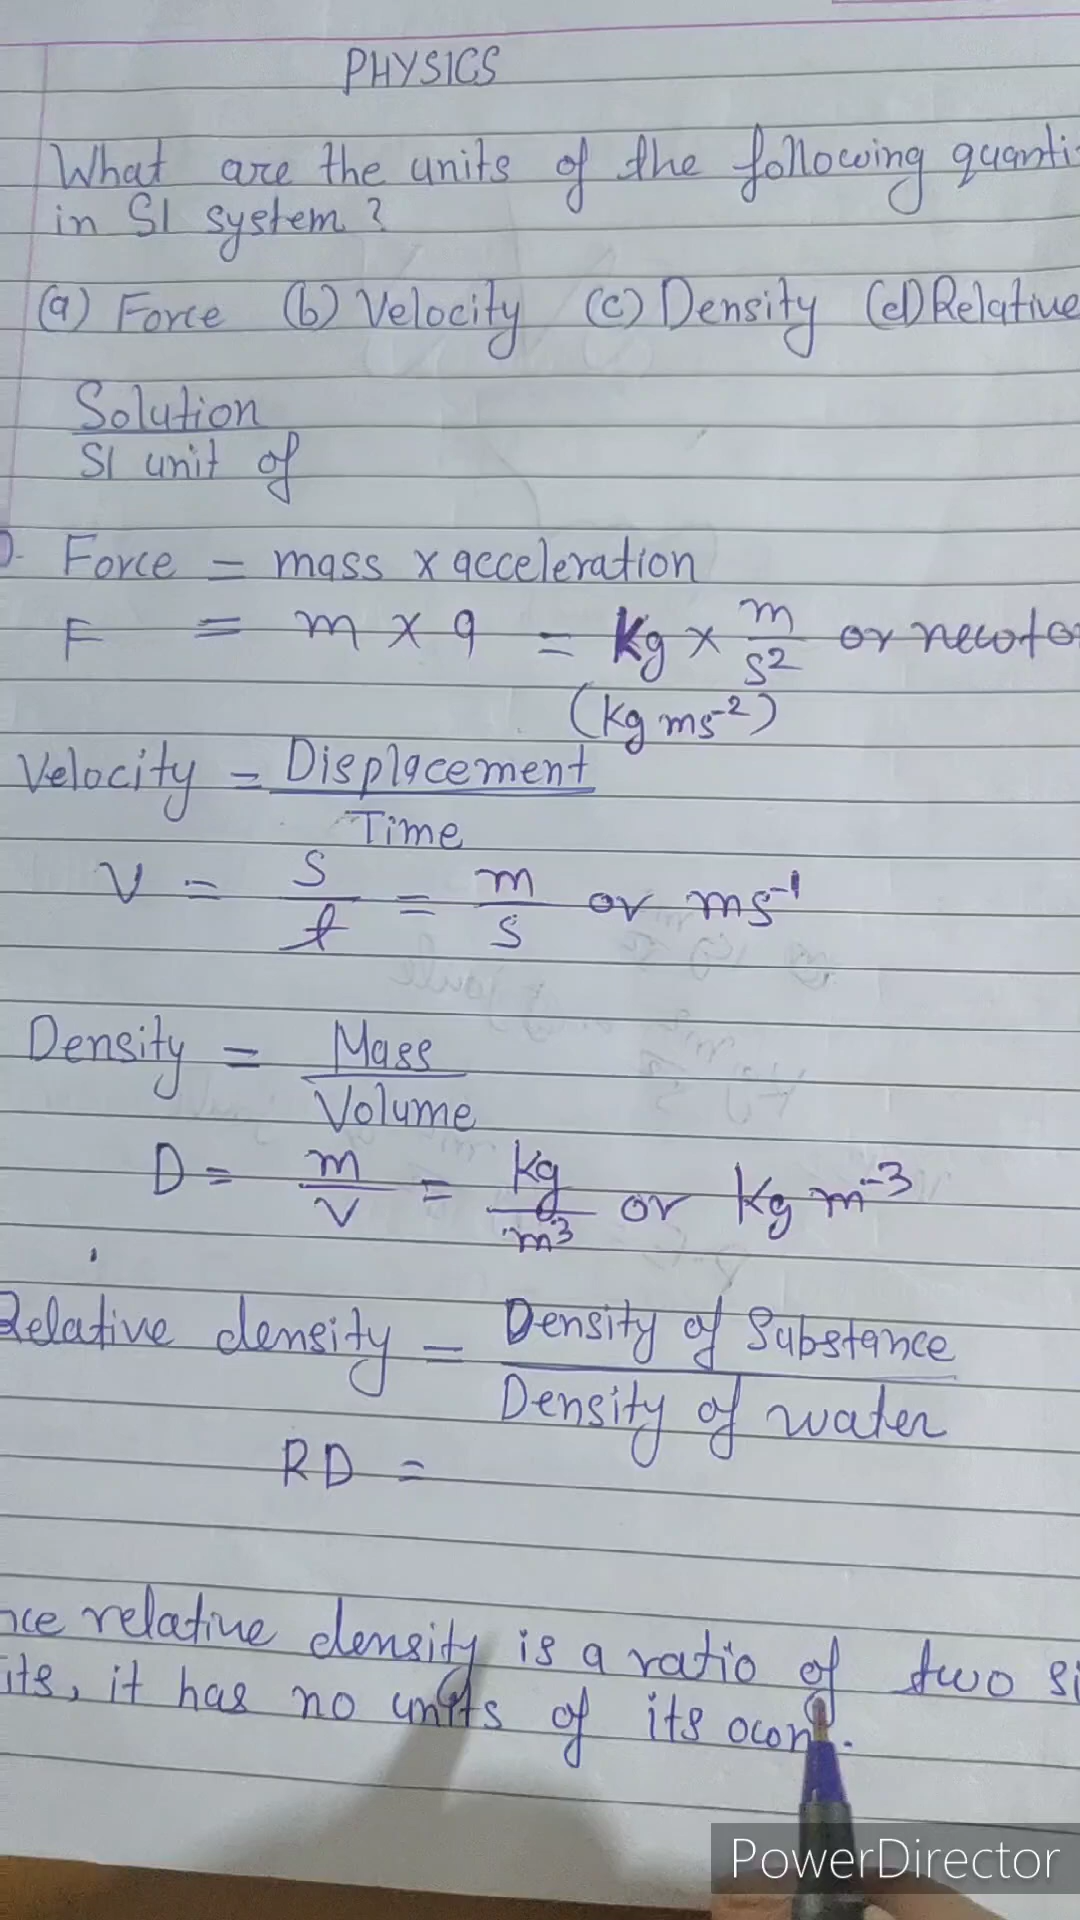 PHYSICS
What are the units of the following quanti
in SI system?
(a) Force (b) Velocity (c) Density (d) Relative
Solution
SI unit of
Force = mass x acceleration
F = m x a = kg x m/s² or newto
(kg ms⁻²)
Velocity = Displacement
Time
V = s/t = m/s or ms⁻¹
Density = Mass
Volume
D = m/V = kg/m³ or kg m⁻³
Relative density = Density of Substance
Density of water
RD =
nce relative density is a ratio of two si
its, it has no units of its own.
PowerDirector